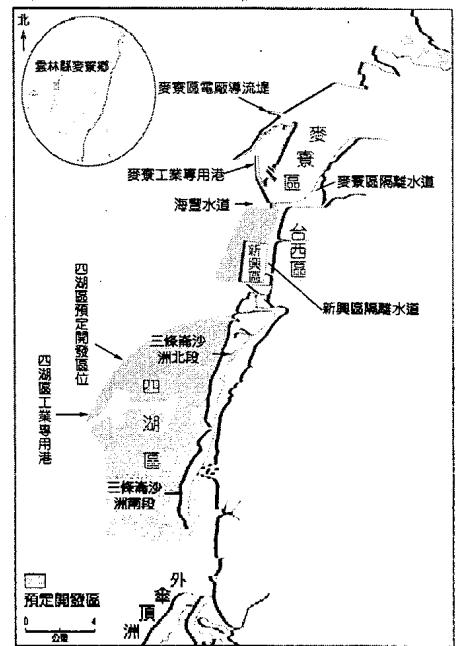 北
雲林縣麥寮鄉
麥寮區電廠導流堤
麥寮區
麥寮工業專用港
麥寮區隔離水道
海豐水道
台西區
新興區
新興區隔離水道
四湖區預定開發區位
三條崙沙
洲北段
四湖區工業專用港
四湖區
三條崙沙
洲南段
預定開發區
0 4
公里
外傘頂洲